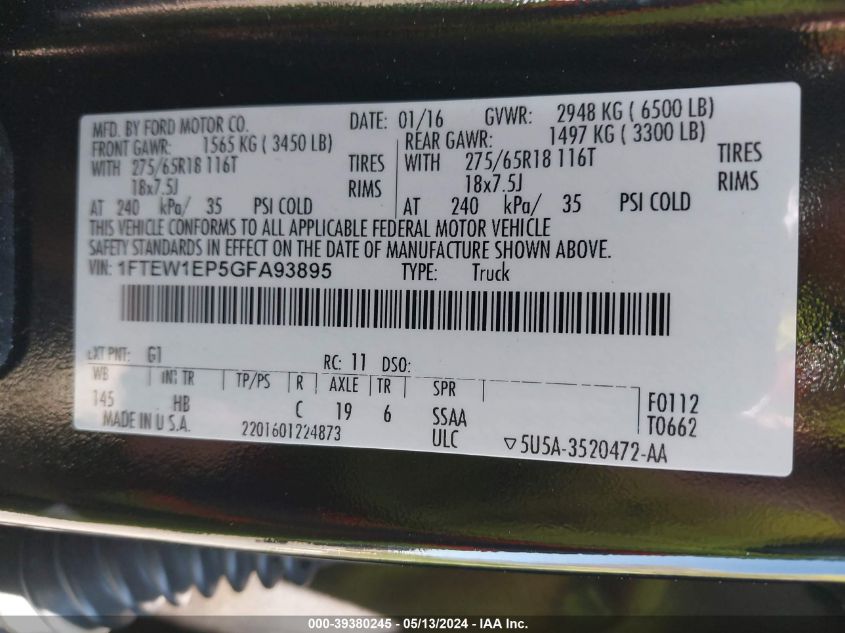 MFD. BY FORD MOTOR CO. DATE: 01/16 GVWR: 2948 KG ( 6500 LB)
FRONT GAWR: 1565 KG ( 3450 LB) REAR GAWR: 1497 KG ( 3300 LB)
WITH 275/65R18 116T TIRES WITH 275/65R18 116T TIRES
18x7.5J RIMS 18x7.5J RIMS
AT 240 kPa/ 35 PSI COLD AT 240 kPa/ 35 PSI COLD
THIS VEHICLE CONFORMS TO ALL APPLICABLE FEDERAL MOTOR VEHICLE
SAFETY STANDARDS IN EFFECT ON THE DATE OF MANUFACTURE SHOWN ABOVE.
VIN: 1FTEW1EP5GFA93895 TYPE: Truck
EXT PNT: G1 RC: 11 DSO:
WB INT TR TP/PS R AXLE TR SPR
145 HB C 19 6 SSAA F0112
MADE IN U.S.A. 2201601224873 ULC ▽5U5A-3520472-AA T0662
000-39380245 - 05/13/2024 - IAA Inc.